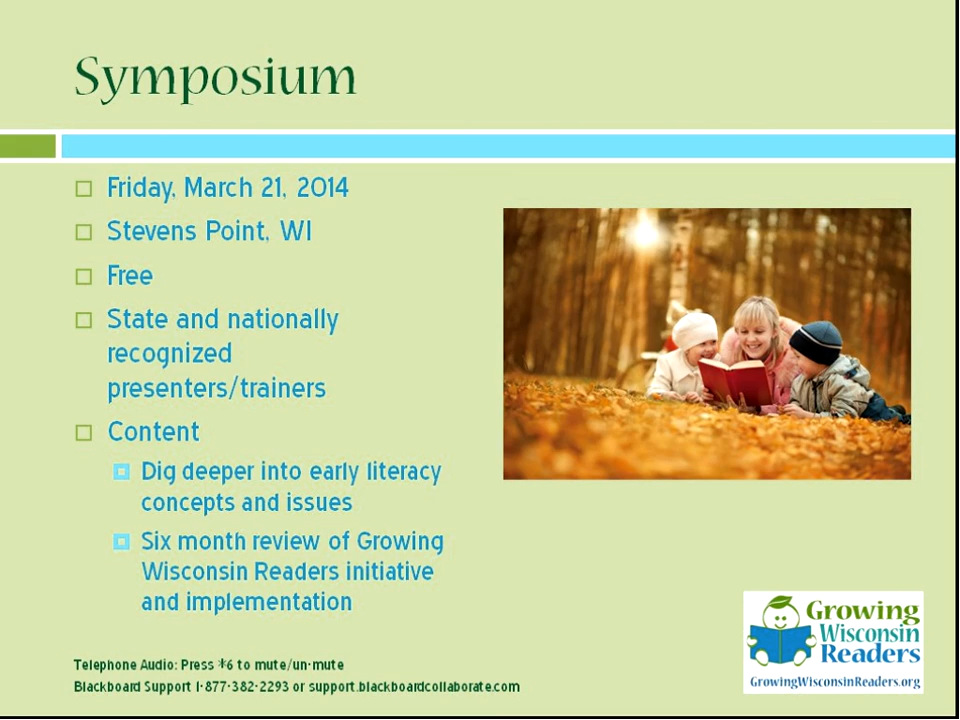 Symposium
Friday, March 21, 2014
Stevens Point, WI
Free
State and nationally
recognized
presenters/trainers
Content
Dig deeper into early literacy
concepts and issues
Six month review of Growing
Wisconsin Readers initiative
and implementation
Telephone Audio: Press *6 to mute/un-mute
Blackboard Support 1-877-382-2293 or support.blackboardcollaborate.com
Growing
Wisconsin
Readers
GrowingWisconsinReaders.org